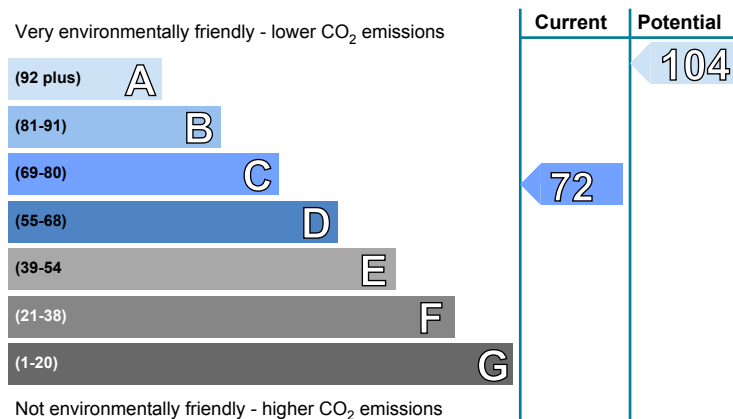 Current Potential
Very environmentally friendly - lower CO₂ emissions
(92 plus) A
104
(81-91) B
(69-80) C
72
(55-68) D
(39-54 E
(21-38) F
(1-20) G
Not environmentally friendly - higher CO₂ emissions